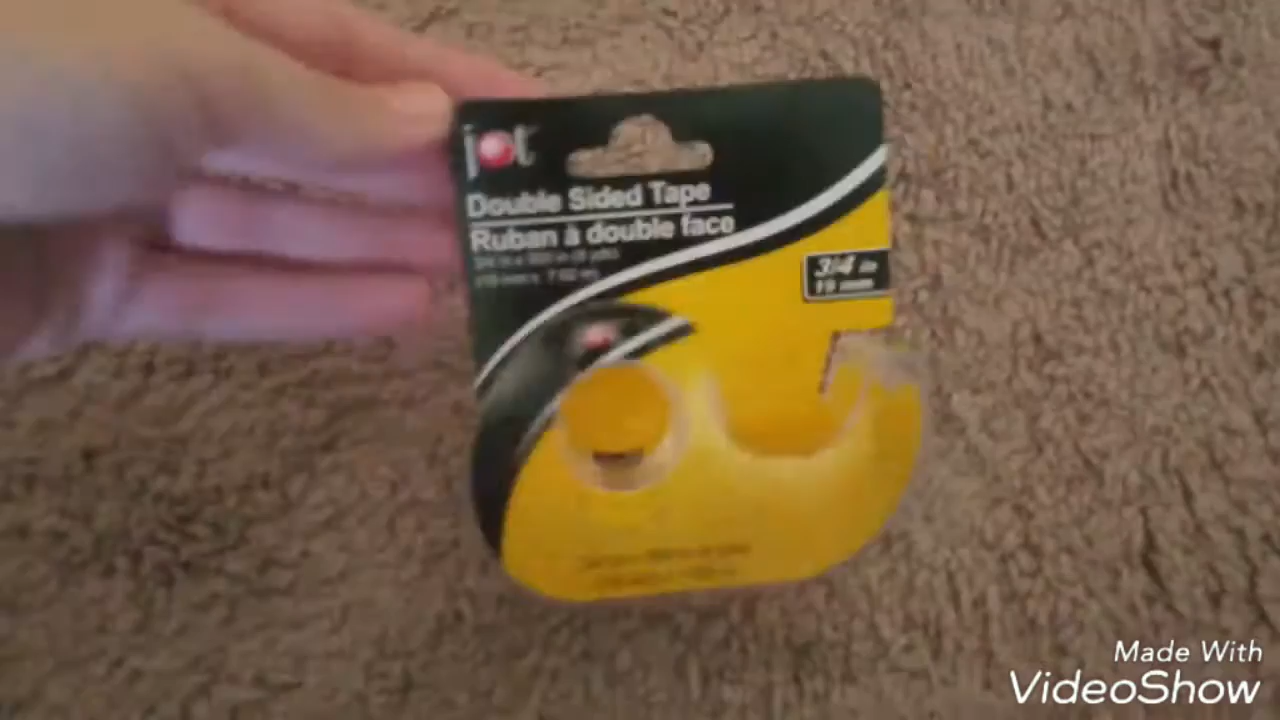 jot
Double Sided Tape
Ruban à double face
3/4 in
19 mm
Made With
VideoShow